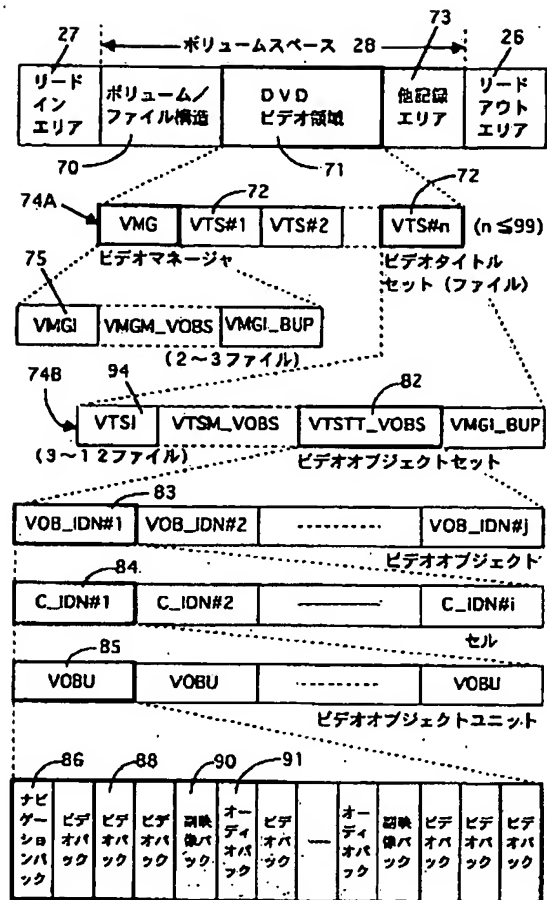 27
ボリュームスペース 28
73
26
リード
イン
エリア
ボリューム／
ファイル構造
DVD
ビデオ領域
他記録
エリア
リード
アウト
エリア
70
71
74A
72
72
VMG
VTS#1
VTS#2
VTS#n
(n≦99)
ビデオマネージャ
ビデオタイトル
セット（ファイル）
75
VMGI
VMGM_VOBS
VMGI_BUP
(2～3ファイル)
74B
94
82
VTSI
VTSM_VOBS
VTSTT_VOBS
VMGI_BUP
(3～12ファイル)
ビデオオブジェクトセット
83
VOB_IDN#1
VOB_IDN#2
VOB_IDN#j
ビデオオブジェクト
84
C_IDN#1
C_IDN#2
C_IDN#i
セル
85
VOBU
VOBU
VOBU
ビデオオブジェクトユニット
86
88
90
91
ナビゲーションパック
ビデオパック
ビデオパック
ビデオパック
副映像パック
オーディオパック
ビデオパック
オーディオパック
副映像パック
ビデオパック
ビデオパック
ビデオパック